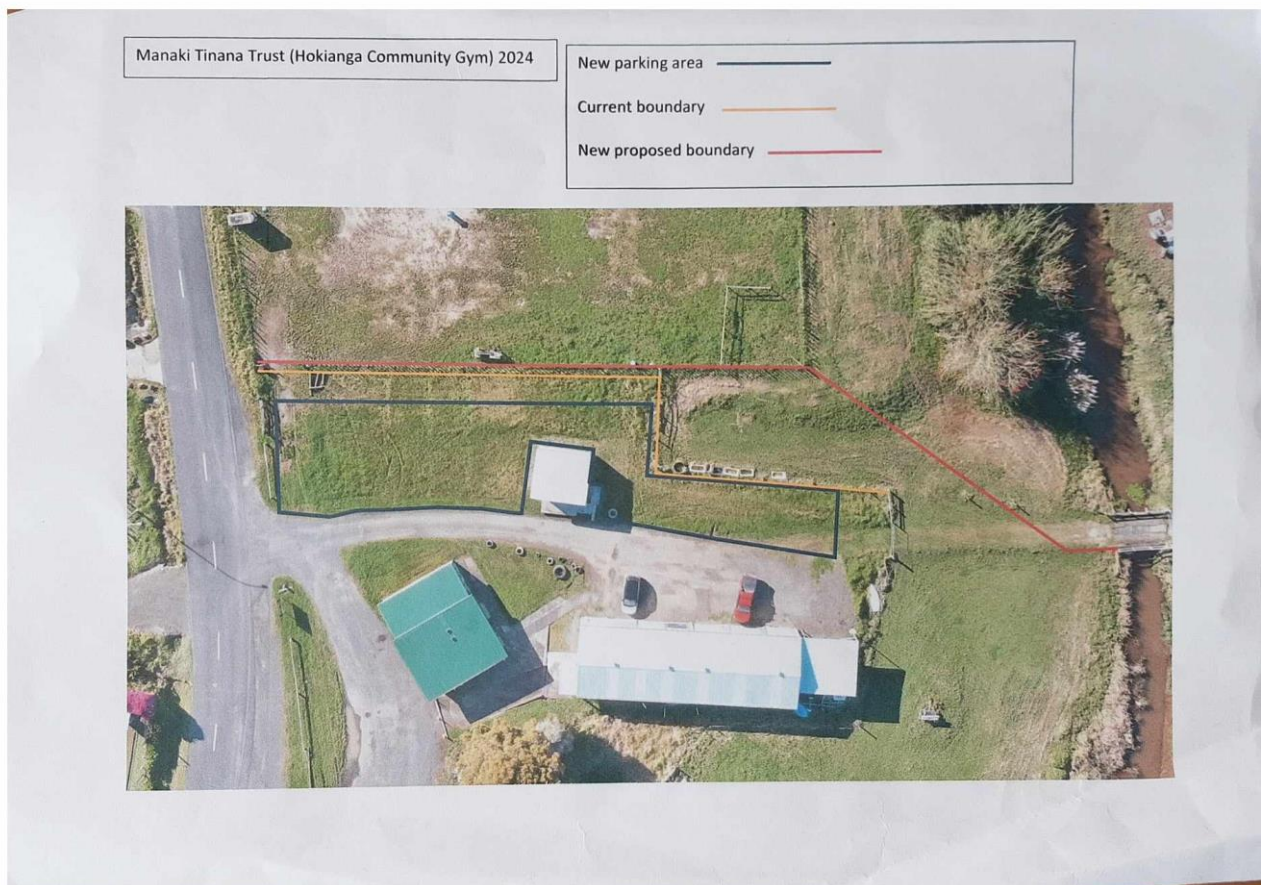 Manaki Tinana Trust (Hokianga Community Gym) 2024
New parking area
Current boundary
New proposed boundary